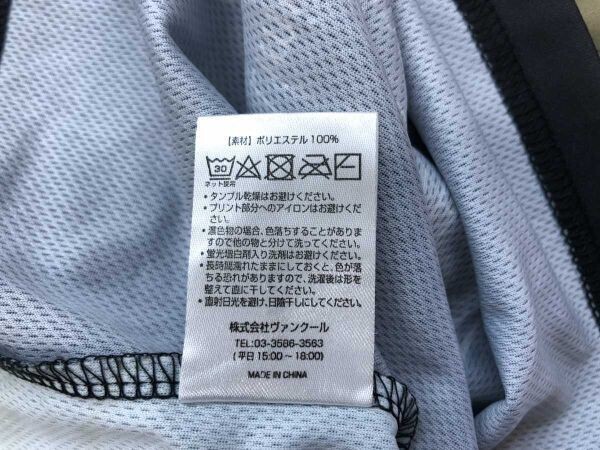 【素材】ポリエステル100%
30
ネット使用
・タンブル乾燥はお避けください。
・プリント部分へのアイロンはお避けくだ
さい。
・濃色物の場合、色落ちすることがありま
すので他の物と分けて洗ってください。
・蛍光増白剤入り洗剤はお避けください。
・長時間濡れたままにしておくと、色が落
ちる恐れがありますので、洗濯後は形を
整えて直に干してください。
・直射日光を避け、日陰干しにしてください。
株式会社ヴァンクール
TEL:03-3586-3563
(平日 15:00~18:00)
MADE IN CHINA